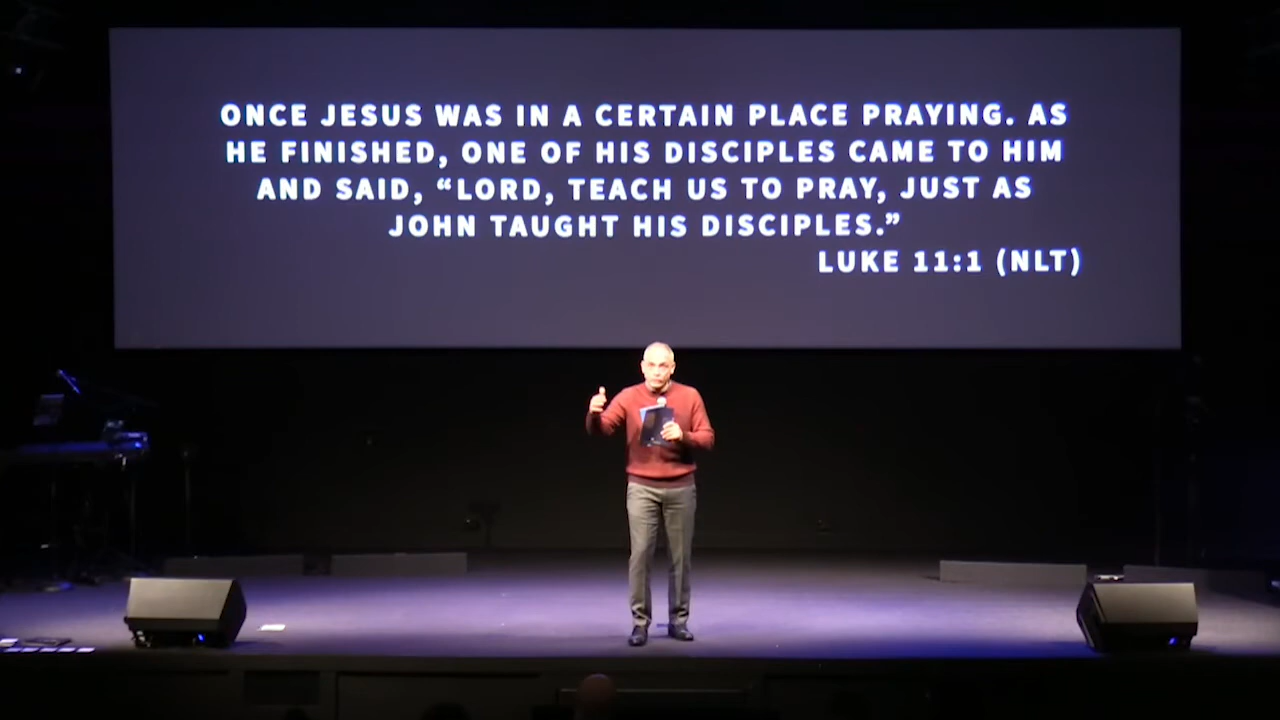 ONCE JESUS WAS IN A CERTAIN PLACE PRAYING. AS
HE FINISHED, ONE OF HIS DISCIPLES CAME TO HIM
AND SAID, “LORD, TEACH US TO PRAY, JUST AS
JOHN TAUGHT HIS DISCIPLES.”
LUKE 11:1 (NLT)